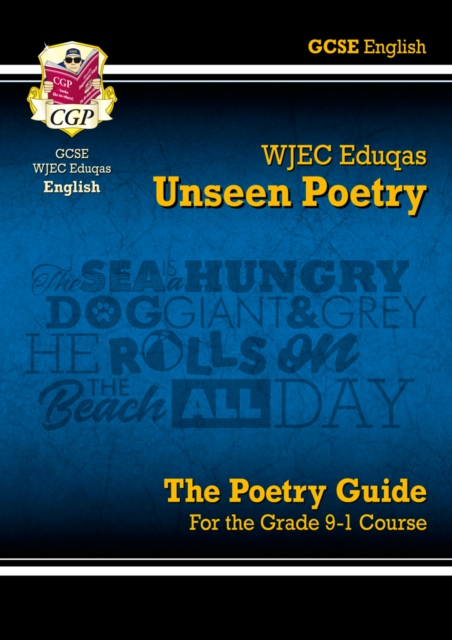 GCSE English
CGP
CGP
GCSE
WJEC Eduqas
English
WJEC Eduqas
Unseen Poetry
The SEA IS a HUNGRY
DOG GIANT & GREY
HE ROLLS on
THE Beach ALL DAY
The Poetry Guide
For the Grade 9-1 Course